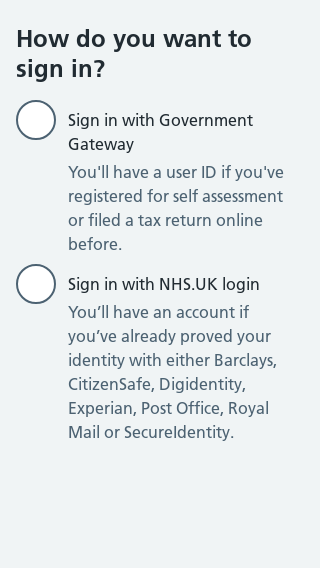 How do you want to
sign in?
Sign in with Government
Gateway
You'll have a user ID if you've
registered for self assessment
or filed a tax return online
before.
Sign in with NHS.UK login
You’ll have an account if
you’ve already proved your
identity with either Barclays,
CitizenSafe, Digidentity,
Experian, Post Office, Royal
Mail or SecureIdentity.